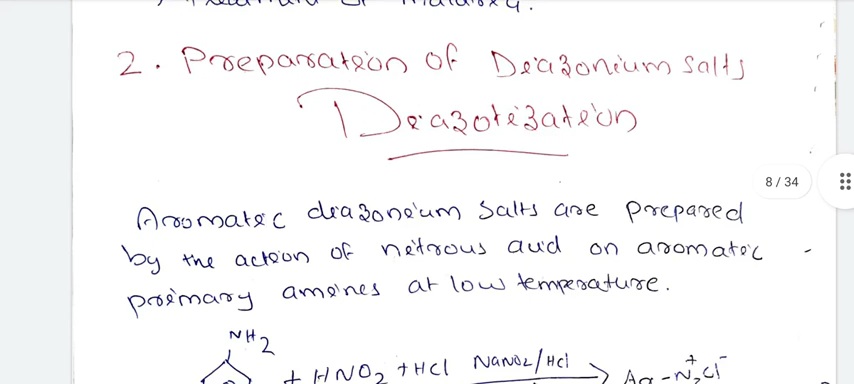 2. Preparation of Diazonium salts
Diazotization
8 / 34
Aromatic diazonium salts are prepared
by the action of nitrous acid on aromatic
primary amines at low temperature.
NH2
+ HNO2 + HCl NaNO2/HCl Ar-N2+Cl-